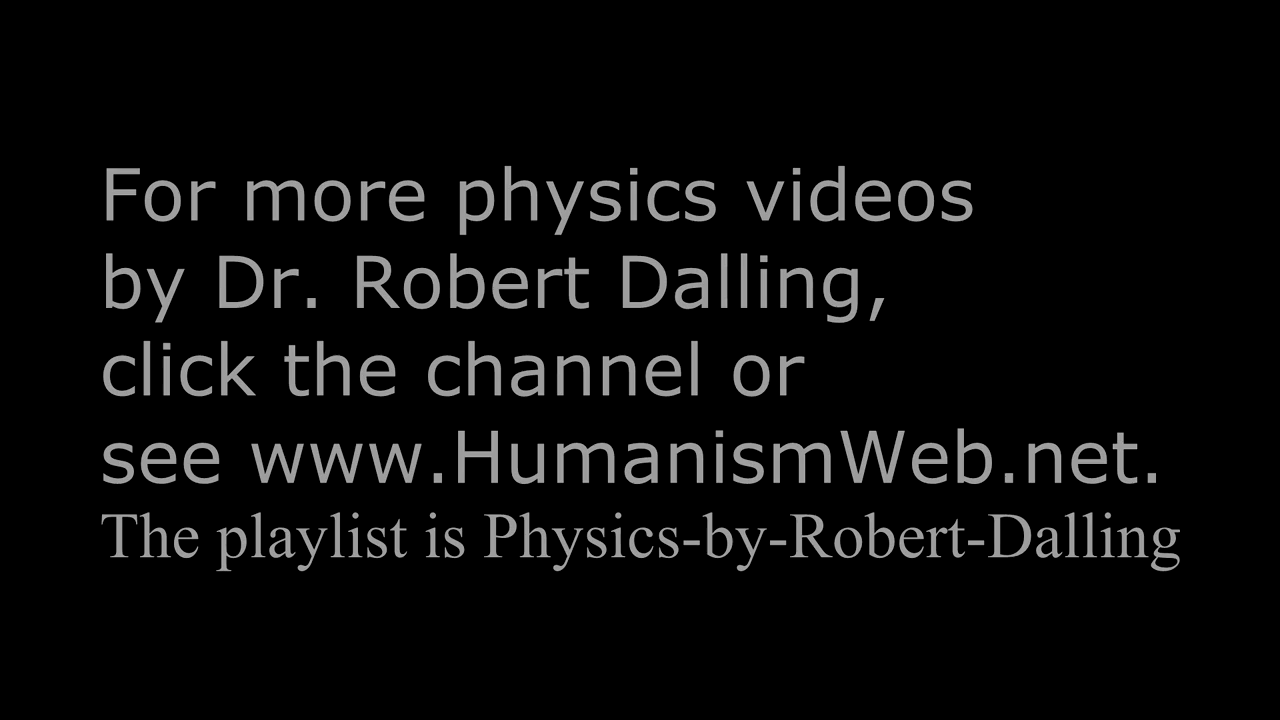 For more physics videos
by Dr. Robert Dalling,
click the channel or
see www.HumanismWeb.net.
The playlist is Physics-by-Robert-Dalling